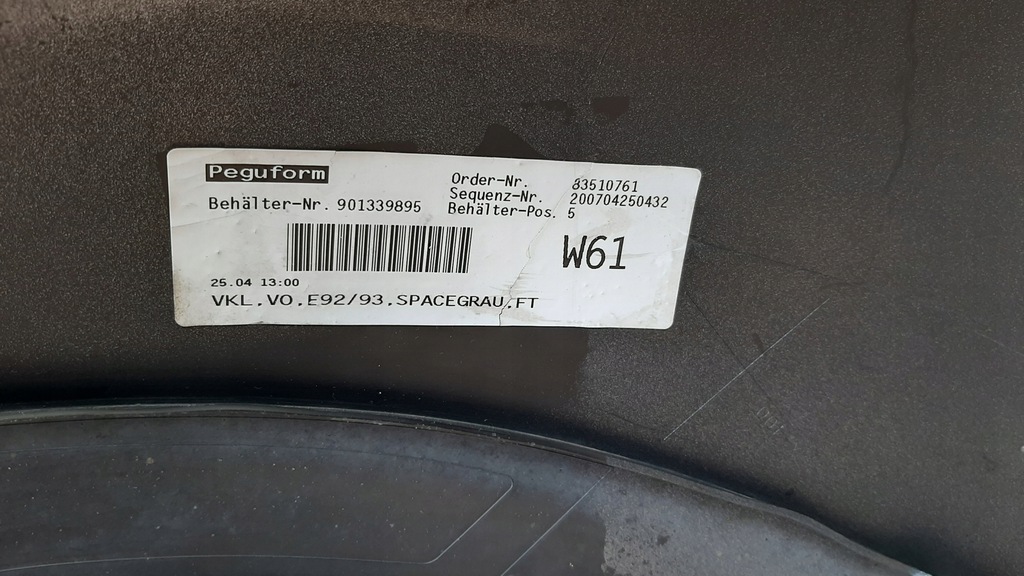 Peguform
Behälter-Nr. 901339895
Order-Nr. 83510761
Sequenz-Nr. 200704250432
Behälter-Pos. 5
W61
25.04 13:00
VKL.VO.E92/93.SPACEGRAU.FT